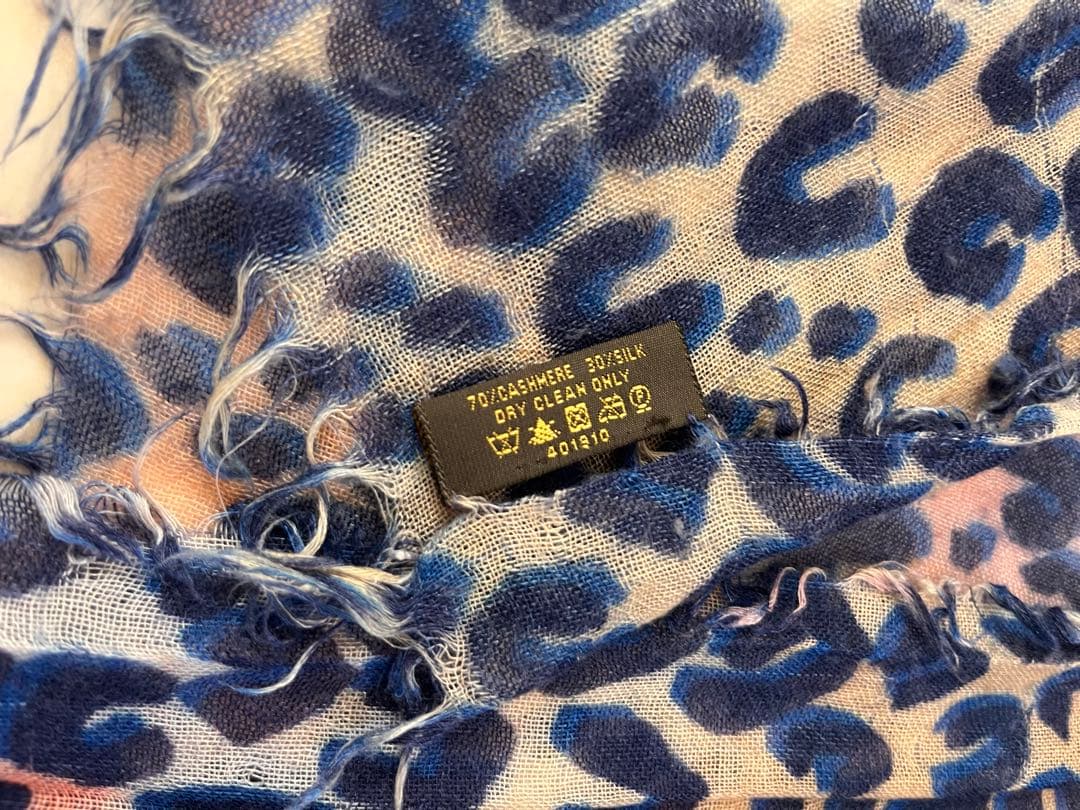 70%CASHMERE 30%SILK
DRY CLEAN ONLY
P
401910